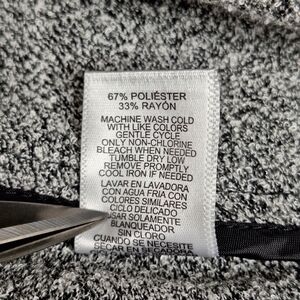 67% POLIÉSTER
33% RAYÓN
MACHINE WASH COLD
WITH LIKE COLORS
GENTLE CYCLE
ONLY NON-CHLORINE
BLEACH WHEN NEEDED
TUMBLE DRY LOW
REMOVE PROMPTLY
COOL IRON IF NEEDED
LAVAR EN LAVADORA
CON AGUA FRIA CON
COLORES SIMILARES
CICLO DELICADO
USAR SOLAMENTE
BLANQUEADOR
SIN CLORO
CUANDO SE NECESITE